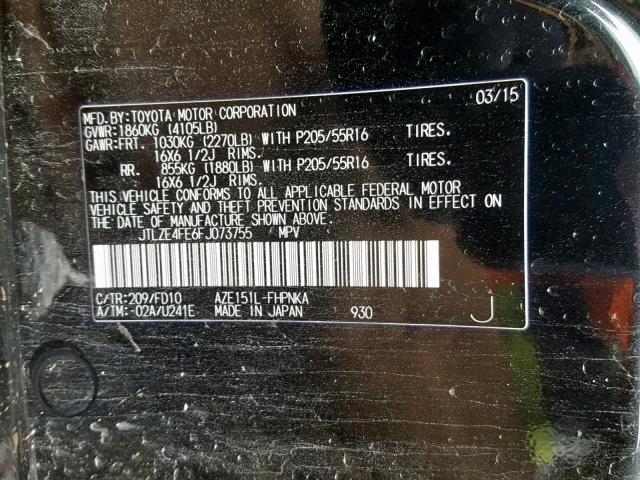 MFD. BY: TOYOTA MOTOR CORPORATION 03/15
GVWR: 1860KG (4105LB)
GAWR: FRT. 1030KG (2270LB) WITH P205/55R16 TIRES.
16X6 1/2J RIMS.
RR. 855KG (1880LB) WITH P205/55R16 TIRES.
16X6 1/2J RIMS.
THIS VEHICLE CONFORMS TO ALL APPLICABLE FEDERAL MOTOR
VEHICLE SAFETY AND THEFT PREVENTION STANDARDS IN EFFECT ON
THE DATE OF MANUFACTURE SHOWN ABOVE.
JTLZE4FE6FJ073755 MPV
C/TR: 209/FD10 AZE151L-FHPNKA
A/TM: -02A/U241E MADE IN JAPAN 930 J